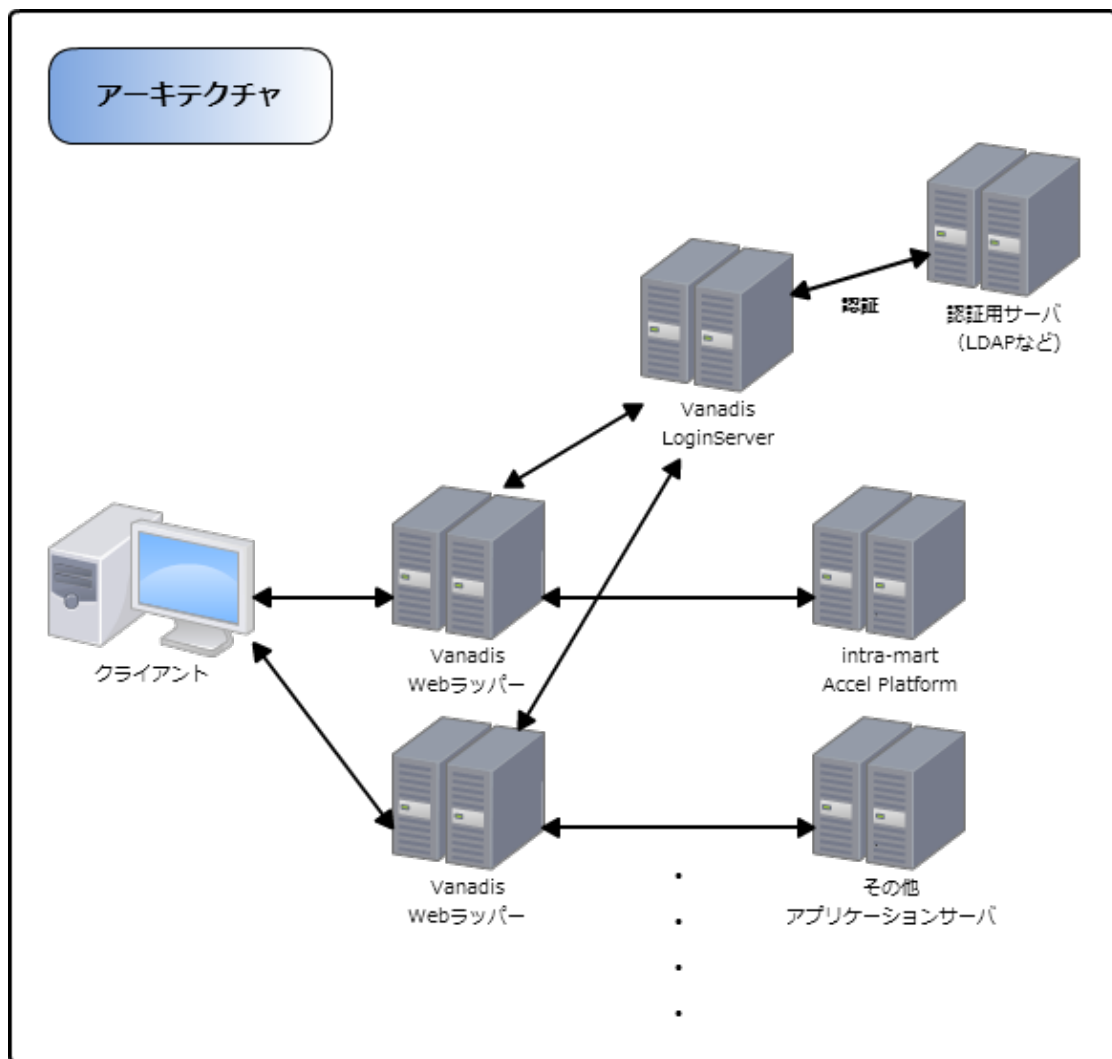 アーキテクチャ
認証
認証用サーバ
(LDAPなど)
Vanadis
LoginServer
クライアント
Vanadis
Webラッパー
intra-mart
Accel Platform
Vanadis
Webラッパー
その他
アプリケーションサーバ